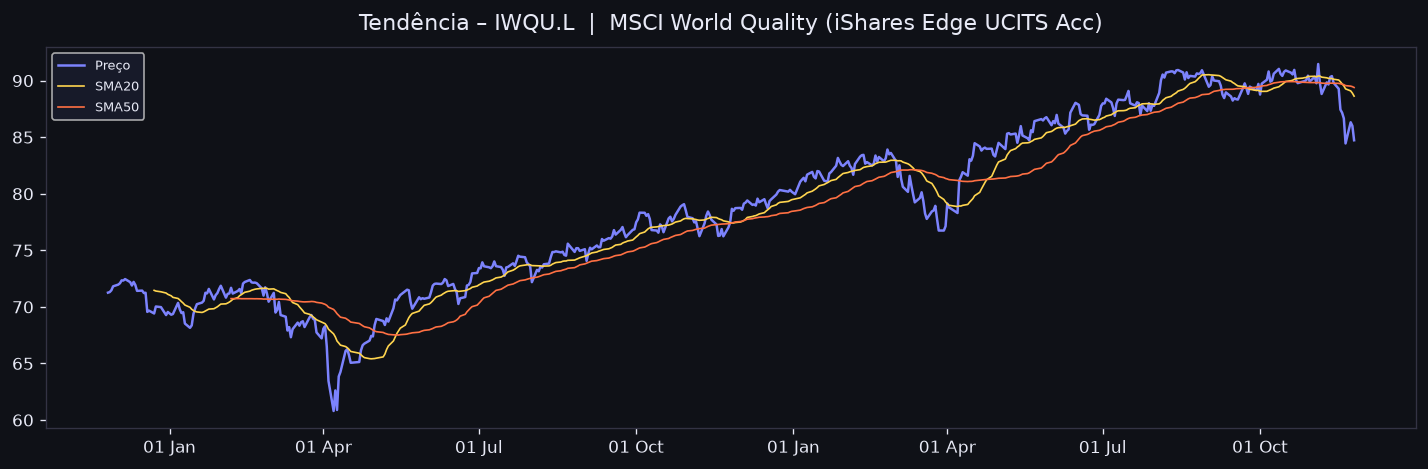 Tendência – IWQU.L  |  MSCI World Quality (iShares Edge UCITS Acc)
Preço
SMA20
SMA50
90
85
80
75
70
65
60
01 Jan
01 Apr
01 Jul
01 Oct
01 Jan
01 Apr
01 Jul
01 Oct